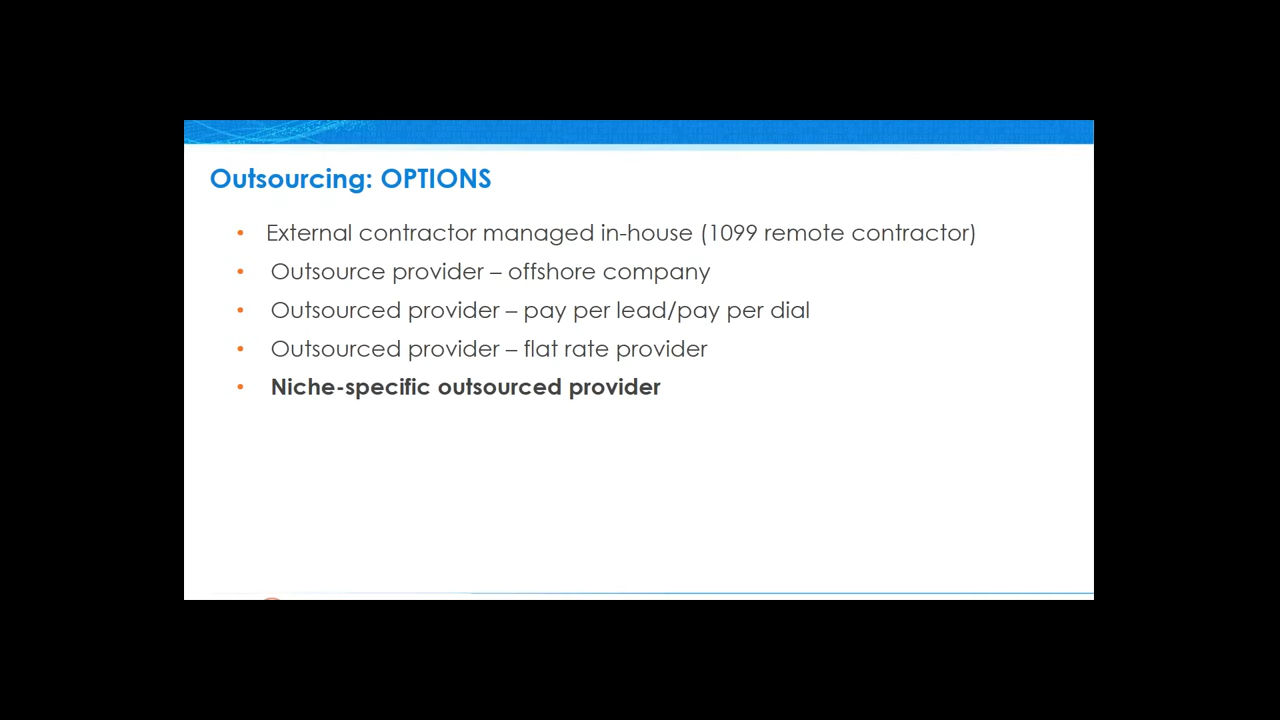 Outsourcing: OPTIONS
• External contractor managed in-house (1099 remote contractor)
• Outsource provider – offshore company
• Outsourced provider – pay per lead/pay per dial
• Outsourced provider – flat rate provider
• Niche-specific outsourced provider